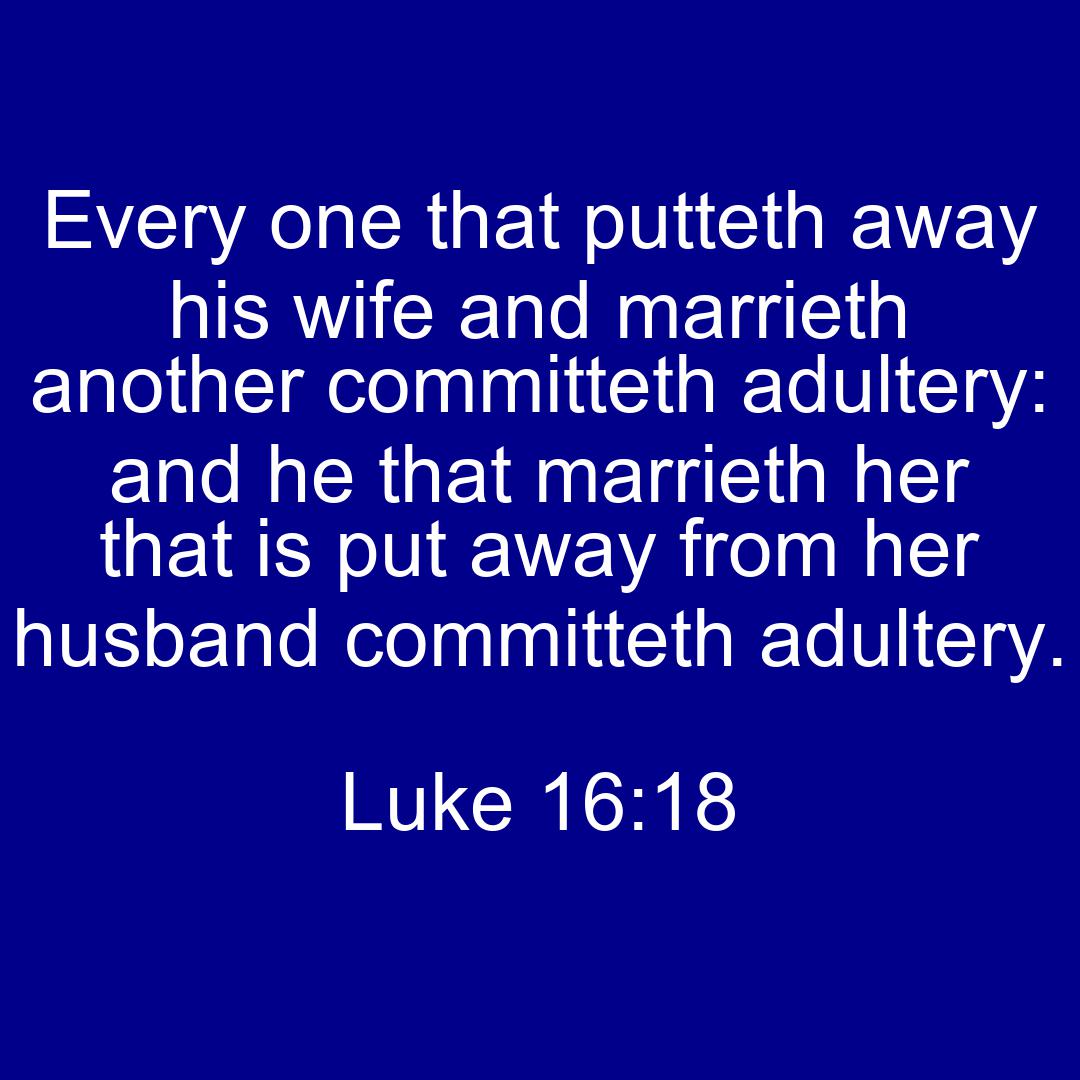 Every one that putteth away
his wife and marrieth
another committeth adultery:
and he that marrieth her
that is put away from her
husband committeth adultery.
Luke 16:18